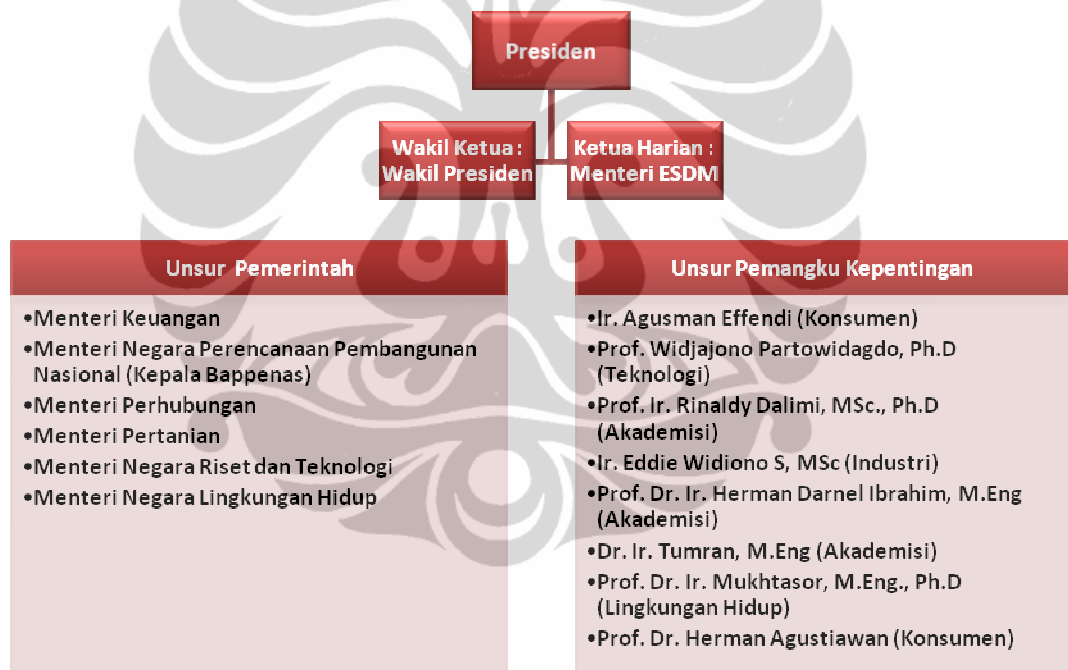 Presiden
Wakil Ketua :
Wakil Presiden
Ketua Harian :
Menteri ESDM
Unsur Pemerintah
•Menteri Keuangan
•Menteri Negara Perencanaan Pembangunan
Nasional (Kepala Bappenas)
•Menteri Perhubungan
•Menteri Pertanian
•Menteri Negara Riset dan Teknologi
•Menteri Negara Lingkungan Hidup
Unsur Pemangku Kepentingan
•Ir. Agusman Effendi (Konsumen)
•Prof. Widjajono Partowidagdo, Ph.D
(Teknologi)
•Prof. Ir. Rinaldy Dalimi, MSc., Ph.D
(Akademisi)
•Ir. Eddie Widiono S, MSc (Industri)
•Prof. Dr. Ir. Herman Darnel Ibrahim, M.Eng
(Akademisi)
•Dr. Ir. Tumran, M.Eng (Akademisi)
•Prof. Dr. Ir. Mukhtasor, M.Eng., Ph.D
(Lingkungan Hidup)
•Prof. Dr. Herman Agustiawan (Konsumen)